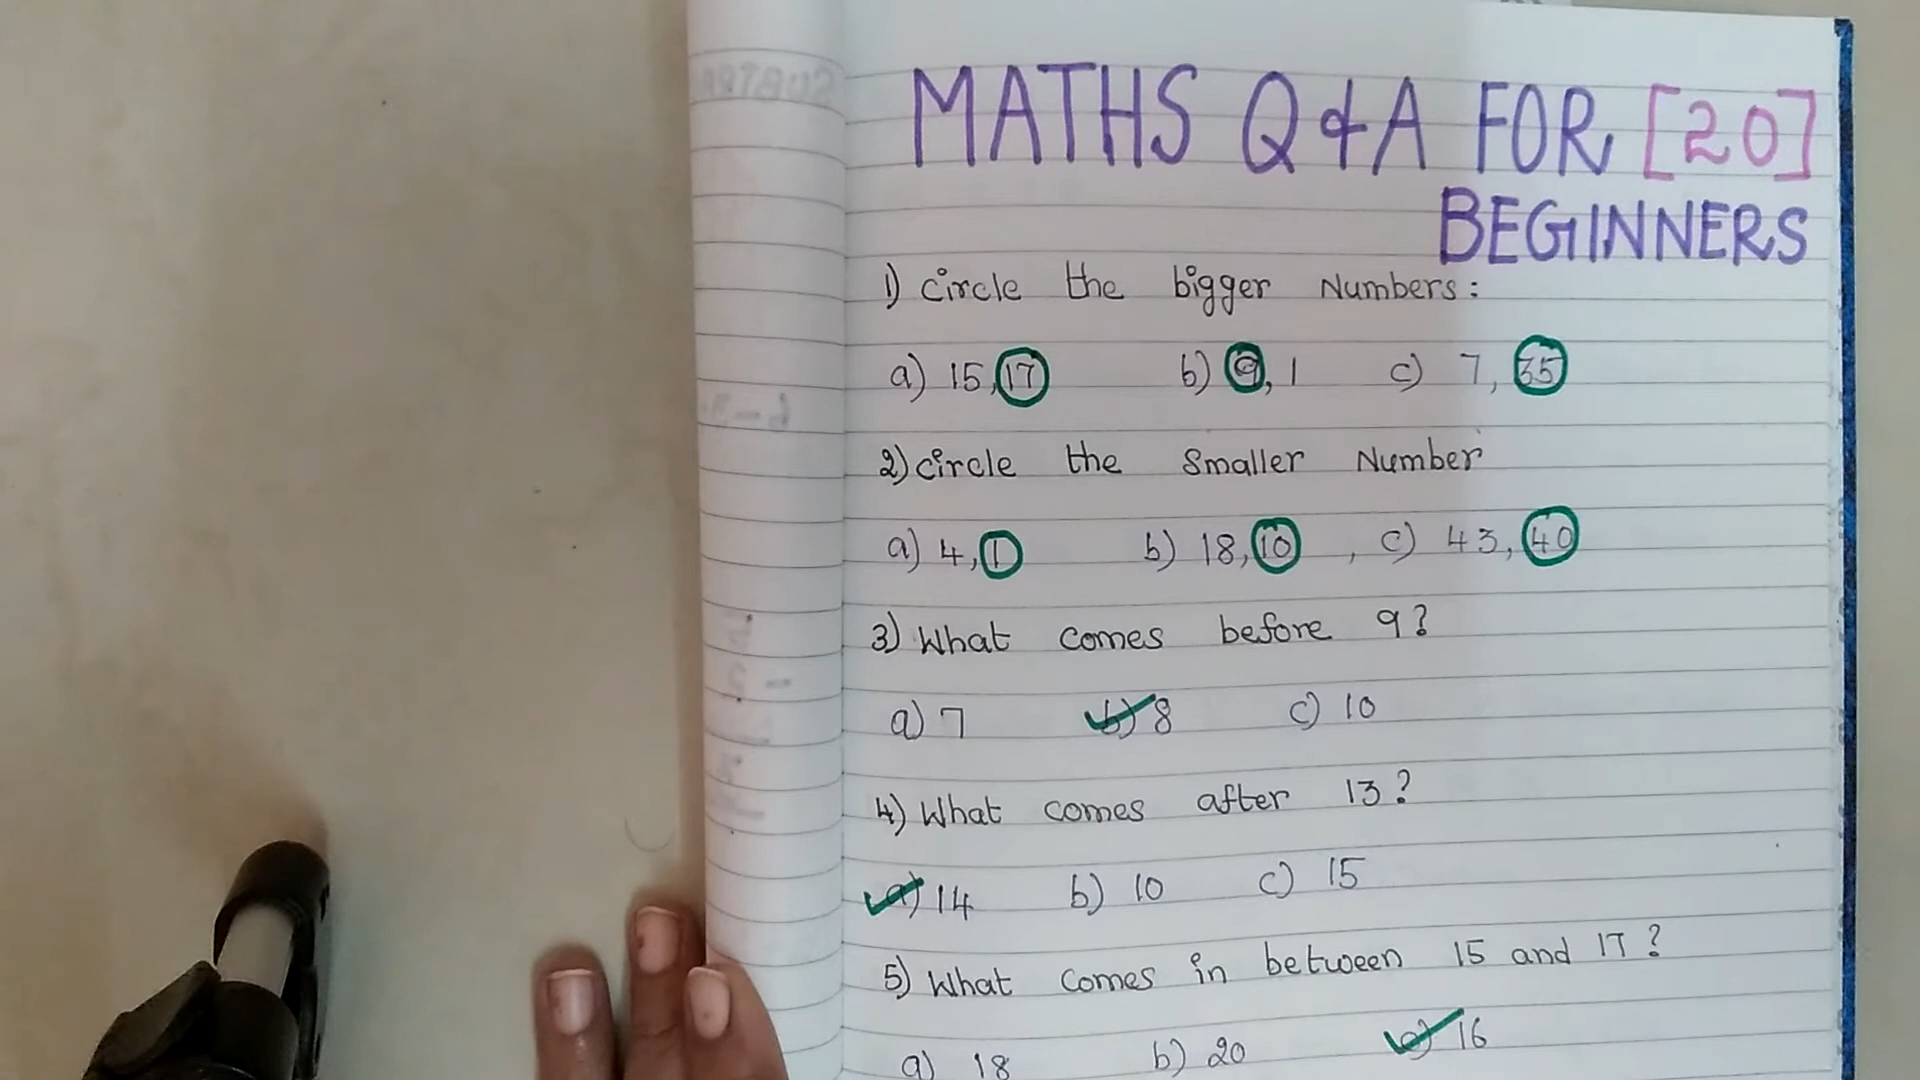 MATHS Q & A FOR [20]
BEGINNERS
1) Circle the bigger Numbers:
a) 15, 17 b) 9, 1 c) 7, 35
2) Circle the Smaller Number
a) 4, 1 b) 18, 10 , c) 43, 40
3) What comes before 9?
a) 7 b) 8 c) 10
4) What comes after 13?
a) 14 b) 10 c) 15
5) What comes in between 15 and 17?
a) 18 b) 20 c) 16